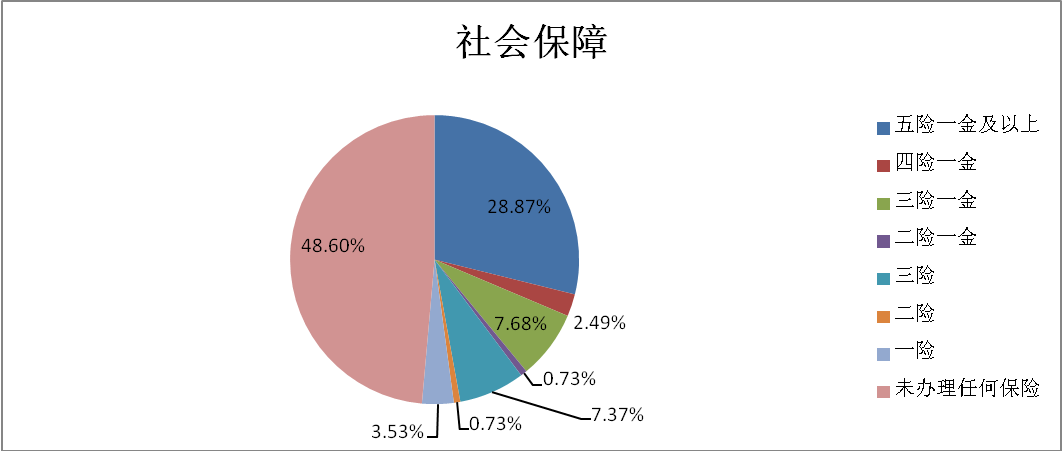 社会保障
28.87%
48.60%
7.68%
2.49%
0.73%
7.37%
0.73%
3.53%
五险一金及以上
四险一金
三险一金
二险一金
三险
二险
一险
未办理任何保险